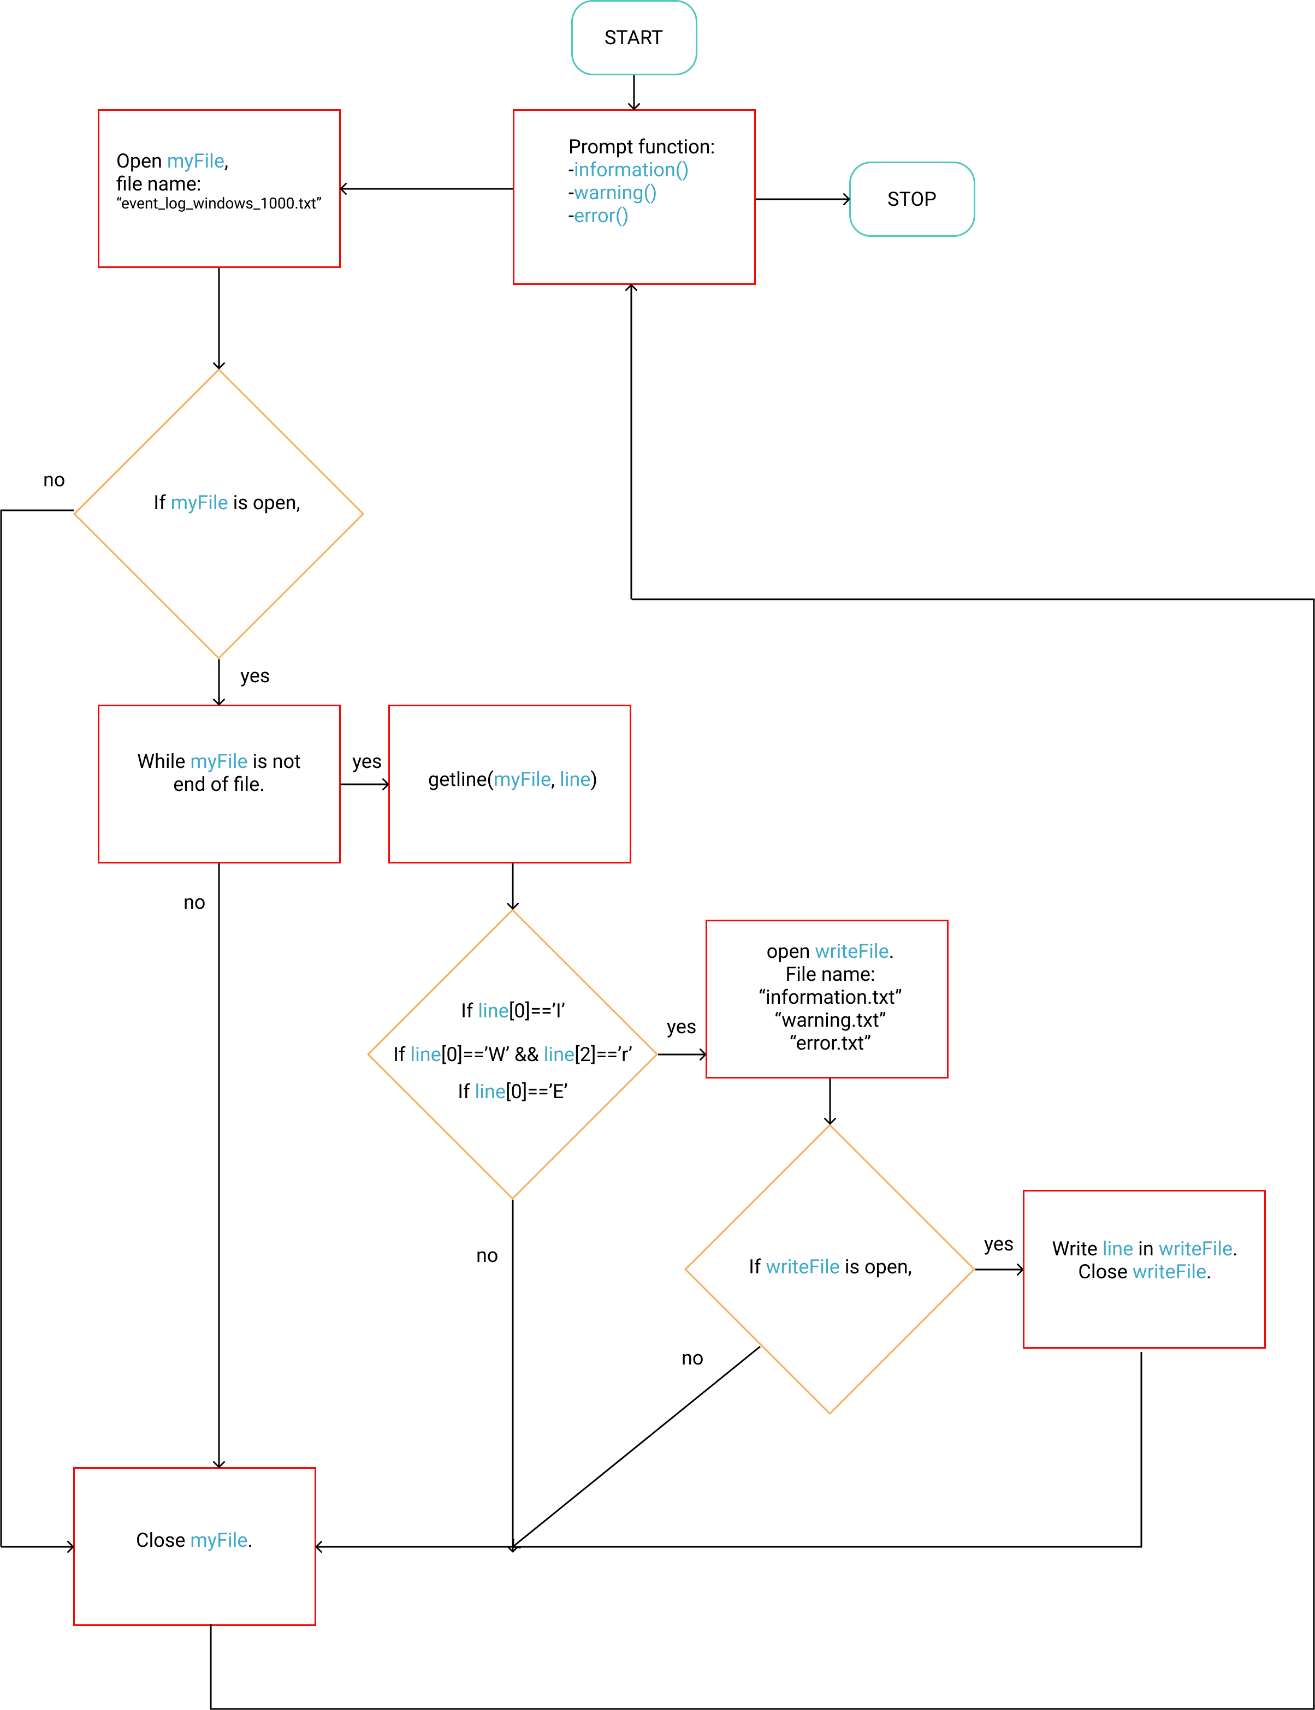 START
Prompt function:
-information()
-warning()
-error()
STOP
Open myFile,
file name:
“event_log_windows_1000.txt”
no
If myFile is open,
yes
While myFile is not
end of file.
yes
getline(myFile, line)
no
If line[0]==’I’
If line[0]==’W’ && line[2]==’r’
If line[0]==’E’
yes
open writeFile.
File name:
“information.txt”
“warning.txt”
“error.txt”
no
If writeFile is open,
yes
Write line in writeFile.
Close writeFile.
no
Close myFile.